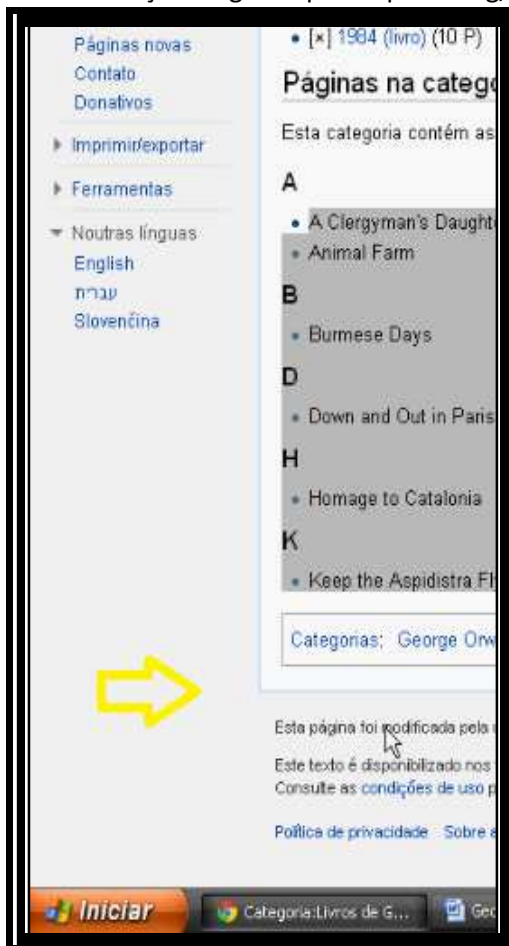 Páginas novas
Contato
Donativos
Imprimir/exportar
Ferramentas
Noutras línguas
English
עברית
Slovenčina
[×] 1984 (livro) (10 P)
Páginas na catego
Esta categoria contém as
A
A Clergyman's Daught
Animal Farm
B
Burmese Days
D
Down and Out in Paris
H
Homage to Catalonia
K
Keep the Aspidistra Fl
Categorias: George Orw
Esta página foi modificada pela
Este texto é disponibilizado nos
Consulte as condições de uso p
Política de privacidade Sobre a
Iniciar
Categoria:Livros de G...
Geo